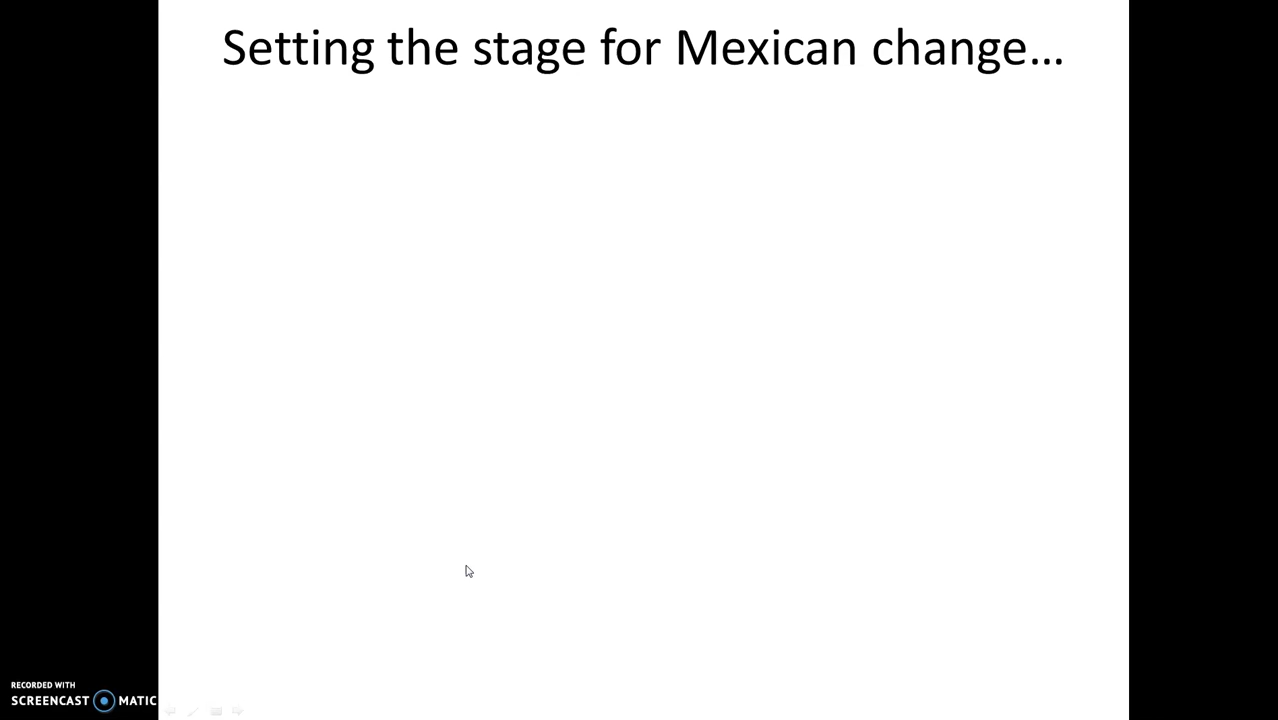 Setting the stage for Mexican change...
RECORDED WITH
SCREENCAST MATIC